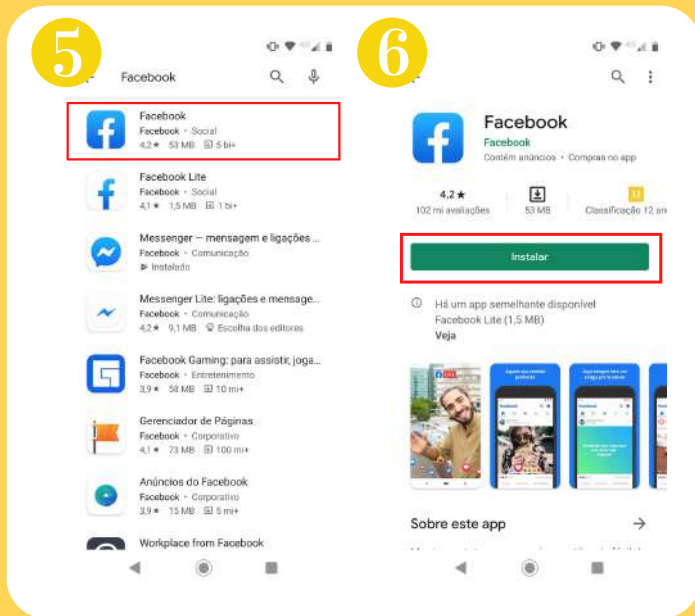 5
Facebook
Facebook
Facebook • Social
4,2★ 53 MB 5 bi+
Facebook Lite
Facebook • Social
4,1★ 1,5 MB 1 bi+
Messenger — mensagem e ligações ...
Facebook • Comunicação
Instalado
Messenger Lite: ligações e mensage...
Facebook • Comunicação
4,2★ 9,1 MB Escolha dos editores
Facebook Gaming: para assistir, joga...
Facebook • Entretenimento
3,9★ 58 MB 10 mi+
Gerenciador de Páginas
Facebook • Corporativo
4,1★ 73 MB 100 mi+
Anúncios do Facebook
Facebook • Corporativo
3,9★ 15 MB 5 mi+
Workplace from Facebook
6
Facebook
Facebook
Contém anúncios • Compras no app
4,2★
102 mi avaliações
53 MB
12
Classificação 12 an
Instalar
Há um app semelhante disponível
Facebook Lite (1,5 MB)
Veja
Sobre este app